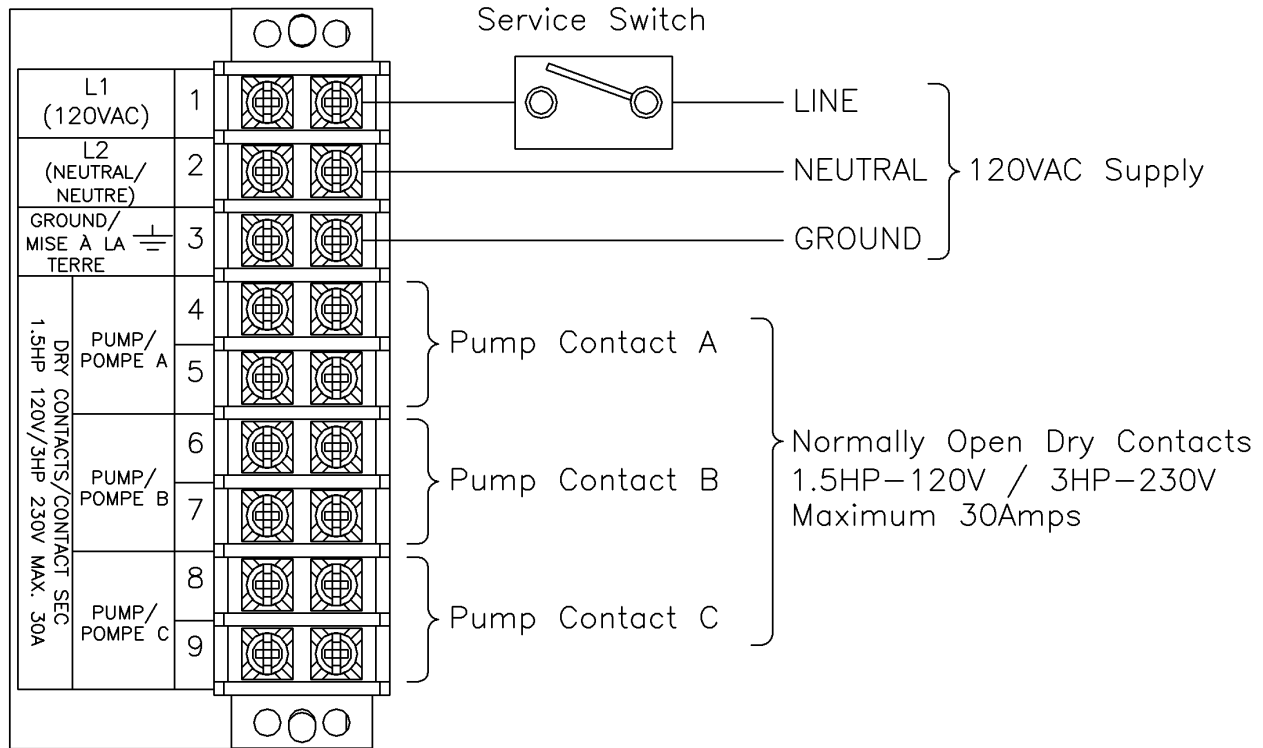 Service Switch
L1
(120VAC)
1
LINE
L2
(NEUTRAL/
NEUTRE)
2
NEUTRAL
120VAC Supply
GROUND/
MISE À LA
TERRE
3
GROUND
DRY CONTACTS/CONTACT SEC
1.5HP 120V/3HP 230V MAX. 30A
PUMP/
POMPE A
4
5
Pump Contact A
PUMP/
POMPE B
6
7
Pump Contact B
PUMP/
POMPE C
8
9
Pump Contact C
Normally Open Dry Contacts
1.5HP-120V / 3HP-230V
Maximum 30Amps